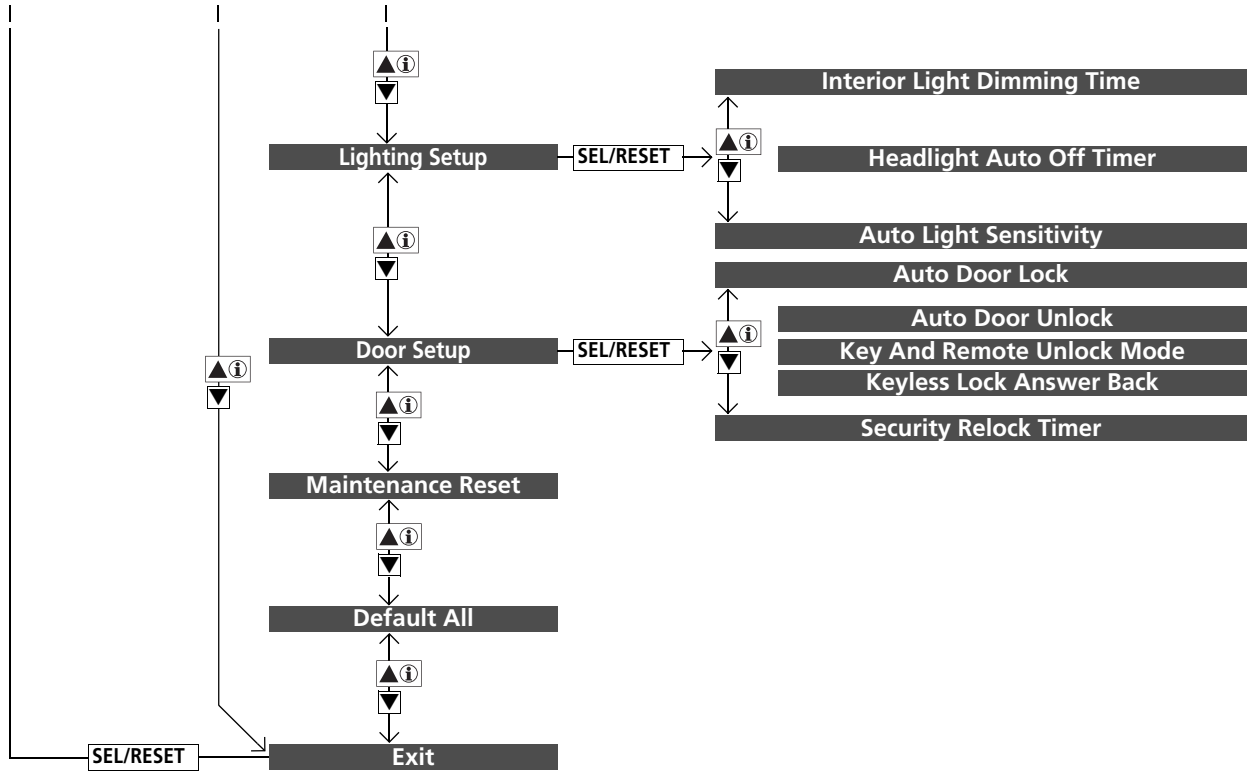 Interior Light Dimming Time
Lighting Setup
SEL/RESET
Headlight Auto Off Timer
Auto Light Sensitivity
Auto Door Lock
Auto Door Unlock
Door Setup
SEL/RESET
Key And Remote Unlock Mode
Keyless Lock Answer Back
Security Relock Timer
Maintenance Reset
Default All
SEL/RESET
Exit